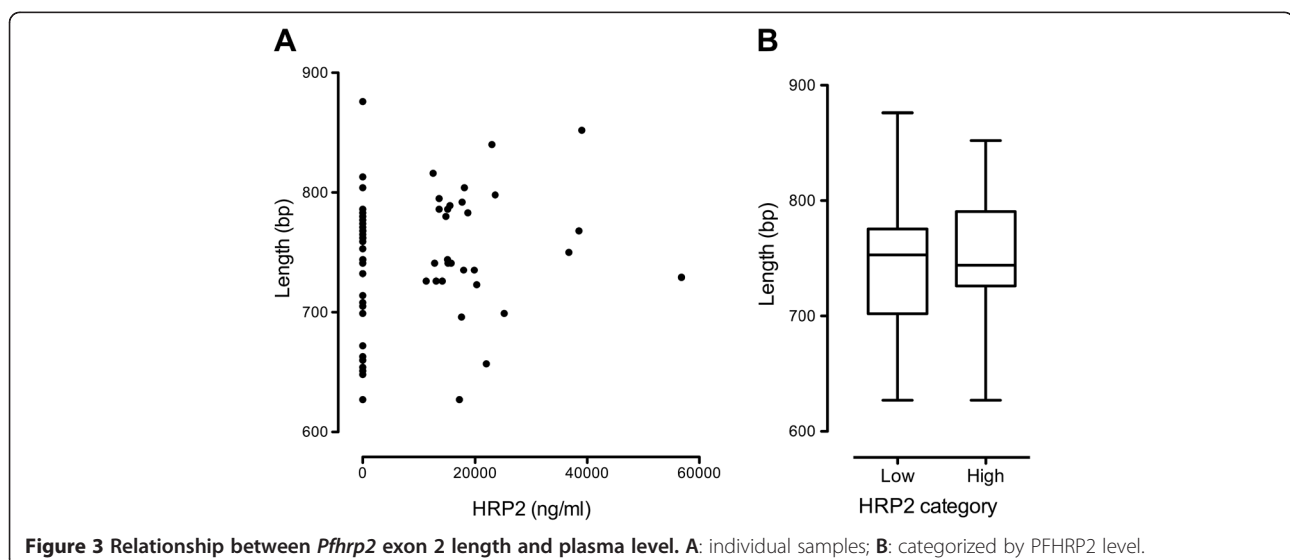 A
B
900
800
700
600
Length (bp)
0
20000
40000
60000
HRP2 (ng/ml)
900
800
700
600
Length (bp)
Low
High
HRP2 category
Figure 3 Relationship between Pfhrp2 exon 2 length and plasma level. A: individual samples; B: categorized by PFHRP2 level.